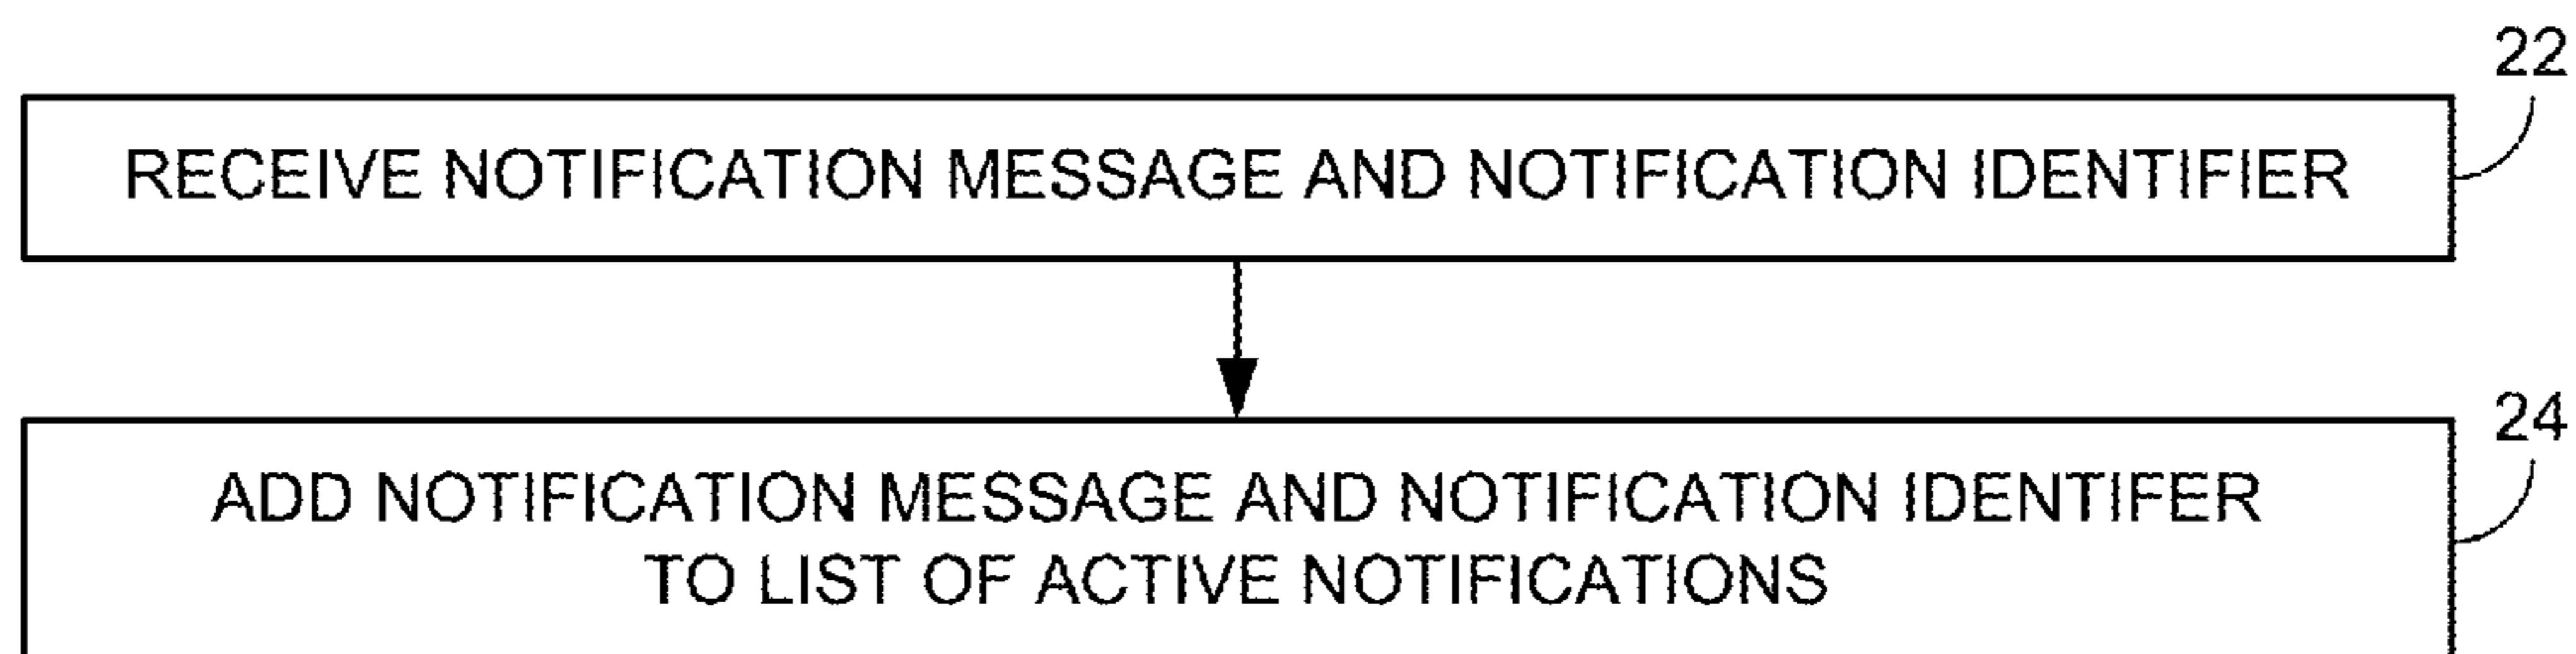 22
RECEIVE NOTIFICATION MESSAGE AND NOTIFICATION IDENTIFIER
24
ADD NOTIFICATION MESSAGE AND NOTIFICATION IDENTIFER
TO LIST OF ACTIVE NOTIFICATIONS